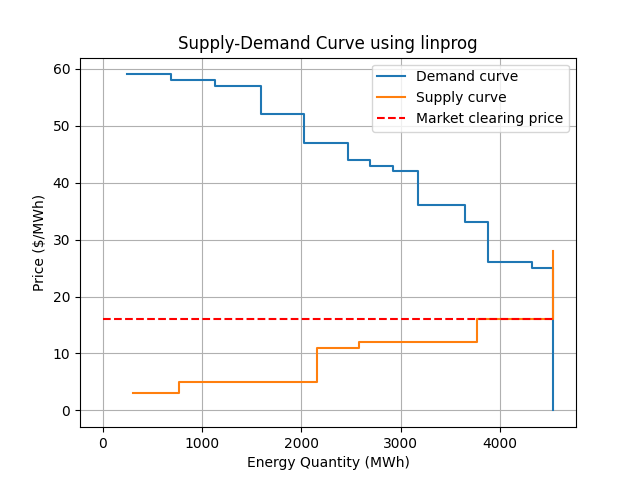 Supply-Demand Curve using linprog
Demand curve
Supply curve
Market clearing price
Price ($/MWh)
60
50
40
30
20
10
0
0 1000 2000 3000 4000
Energy Quantity (MWh)